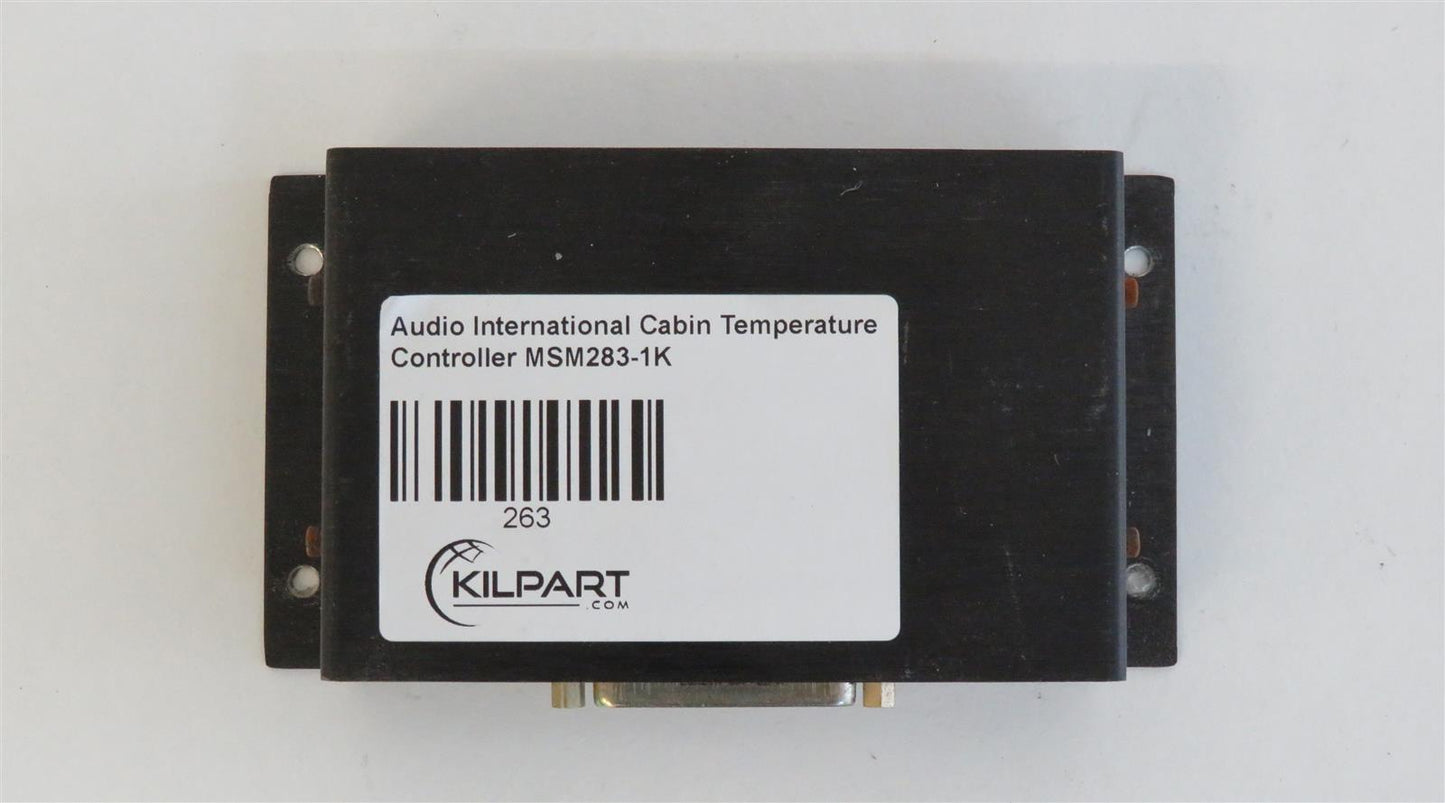 Audio International Cabin Temperature
Controller MSM283-1K
263
KILPART
.COM